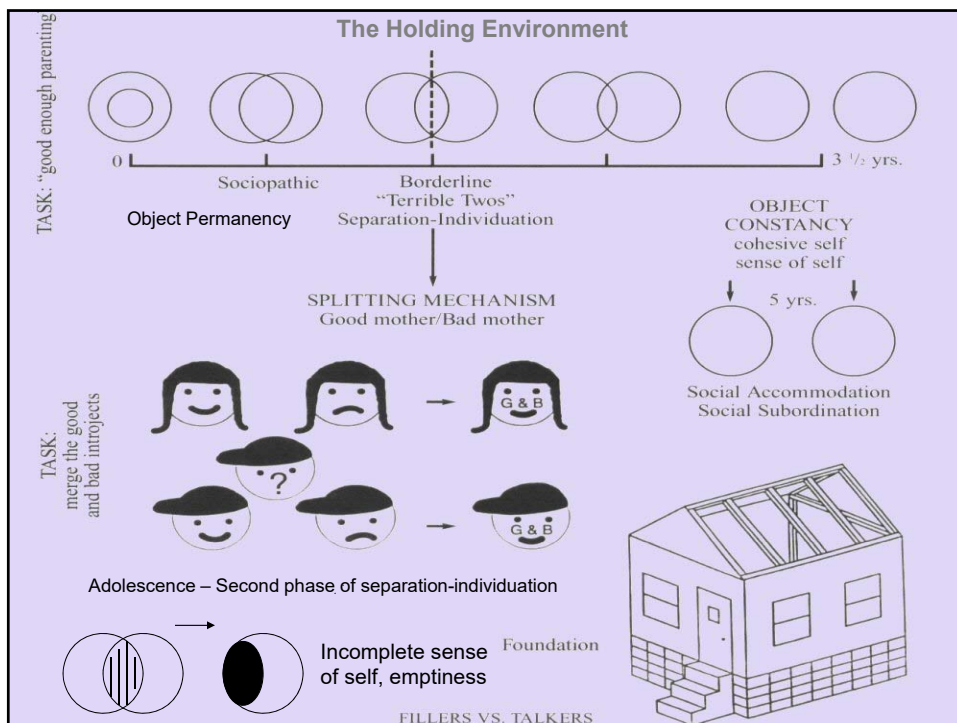 The Holding Environment
TASK: "good enough parenting
0
3 1/2 yrs.
Sociopathic
Borderline
"Terrible Twos"
Separation-Individuation
Object Permanency
OBJECT
CONSTANCY
cohesive self
sense of self
5 yrs.
SPLITTING MECHANISM
Good mother/Bad mother
Social Accommodation
Social Subordination
TASK:
merge the good
and bad introjects
G & B
?
G & B
Adolescence – Second phase of separation-individuation
Incomplete sense
of self, emptiness
Foundation
FILLERS VS. TALKERS